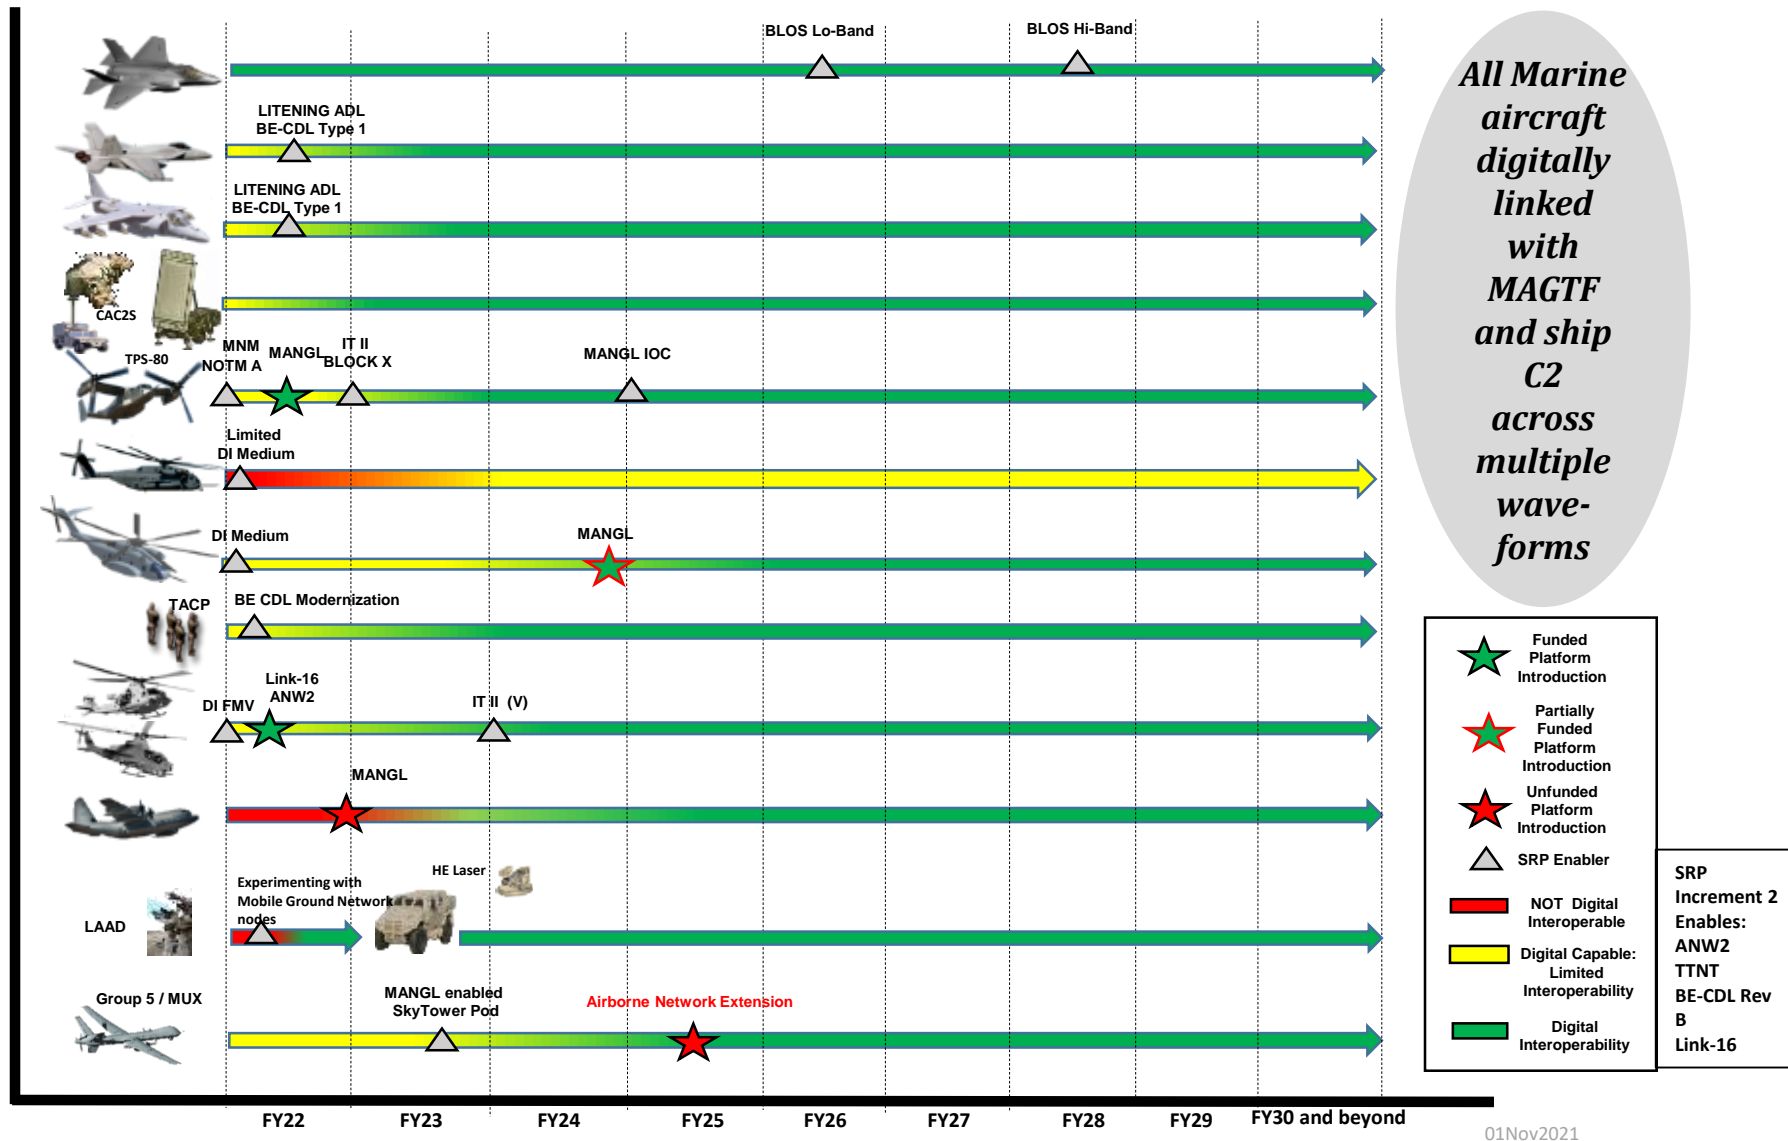 BLOS Lo-Band
BLOS Hi-Band
LITENING ADL
BE-CDL Type 1
LITENING ADL
BE-CDL Type 1
CAC2S
TPS-80
MNM
NOTM A
MANGL
IT II
BLOCK X
MANGL IOC
Limited
DI Medium
DI Medium
MANGL
TACP
BE CDL Modernization
DI FMV
Link-16
ANW2
IT II (V)
MANGL
LAAD
Experimenting with
Mobile Ground Network
nodes
HE Laser
Group 5 / MUX
MANGL enabled
SkyTower Pod
Airborne Network Extension
FY22
FY23
FY24
FY25
FY26
FY27
FY28
FY29
FY30 and beyond
All Marine
aircraft
digitally
linked
with
MAGTF
and ship
C2
across
multiple
wave-
forms
Funded
Platform
Introduction
Partially
Funded
Platform
Introduction
Unfunded
Platform
Introduction
SRP Enabler
NOT Digital
Interoperable
Digital Capable:
Limited
Interoperability
Digital
Interoperability
SRP
Increment 2
Enables:
ANW2
TTNT
BE-CDL Rev
B
Link-16
01Nov2021